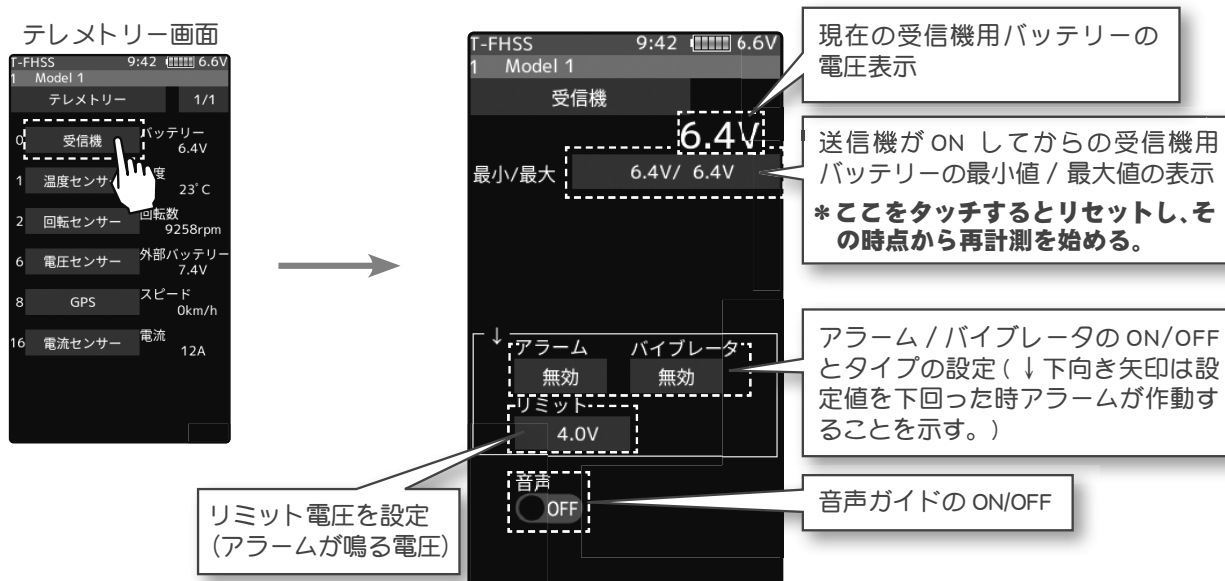 テレメトリー画面
T-FHSS 9:42 6.6V
1 Model 1
テレメトリー 1/1
0 受信機 バッテリー
6.4V
1 温度センサ 度
23°C
2 回転センサー 回転数
9258rpm
6 電圧センサー 外部バッテリー
7.4V
8 GPS スピード
0km/h
16 電流センサー 電流
12A
T-FHSS 9:42 6.6V
1 Model 1
受信機
6.4V
最小/最大 6.4V/ 6.4V
↓
アラーム バイブレータ
無効 無効
リミット
4.0V
音声
OFF
現在の受信機用バッテリーの
電圧表示
送信機が ON してからの受信機用
バッテリーの最小値 / 最大値の表示
＊ここをタッチするとリセットし、そ
の時点から再計測を始める。
アラーム / バイブレータの ON/OFF
とタイプの設定 ( ↓下向き矢印は設
定値を下回った時アラームが作動す
ることを示す。)
音声ガイドの ON/OFF
リミット電圧を設定
（アラームが鳴る電圧）